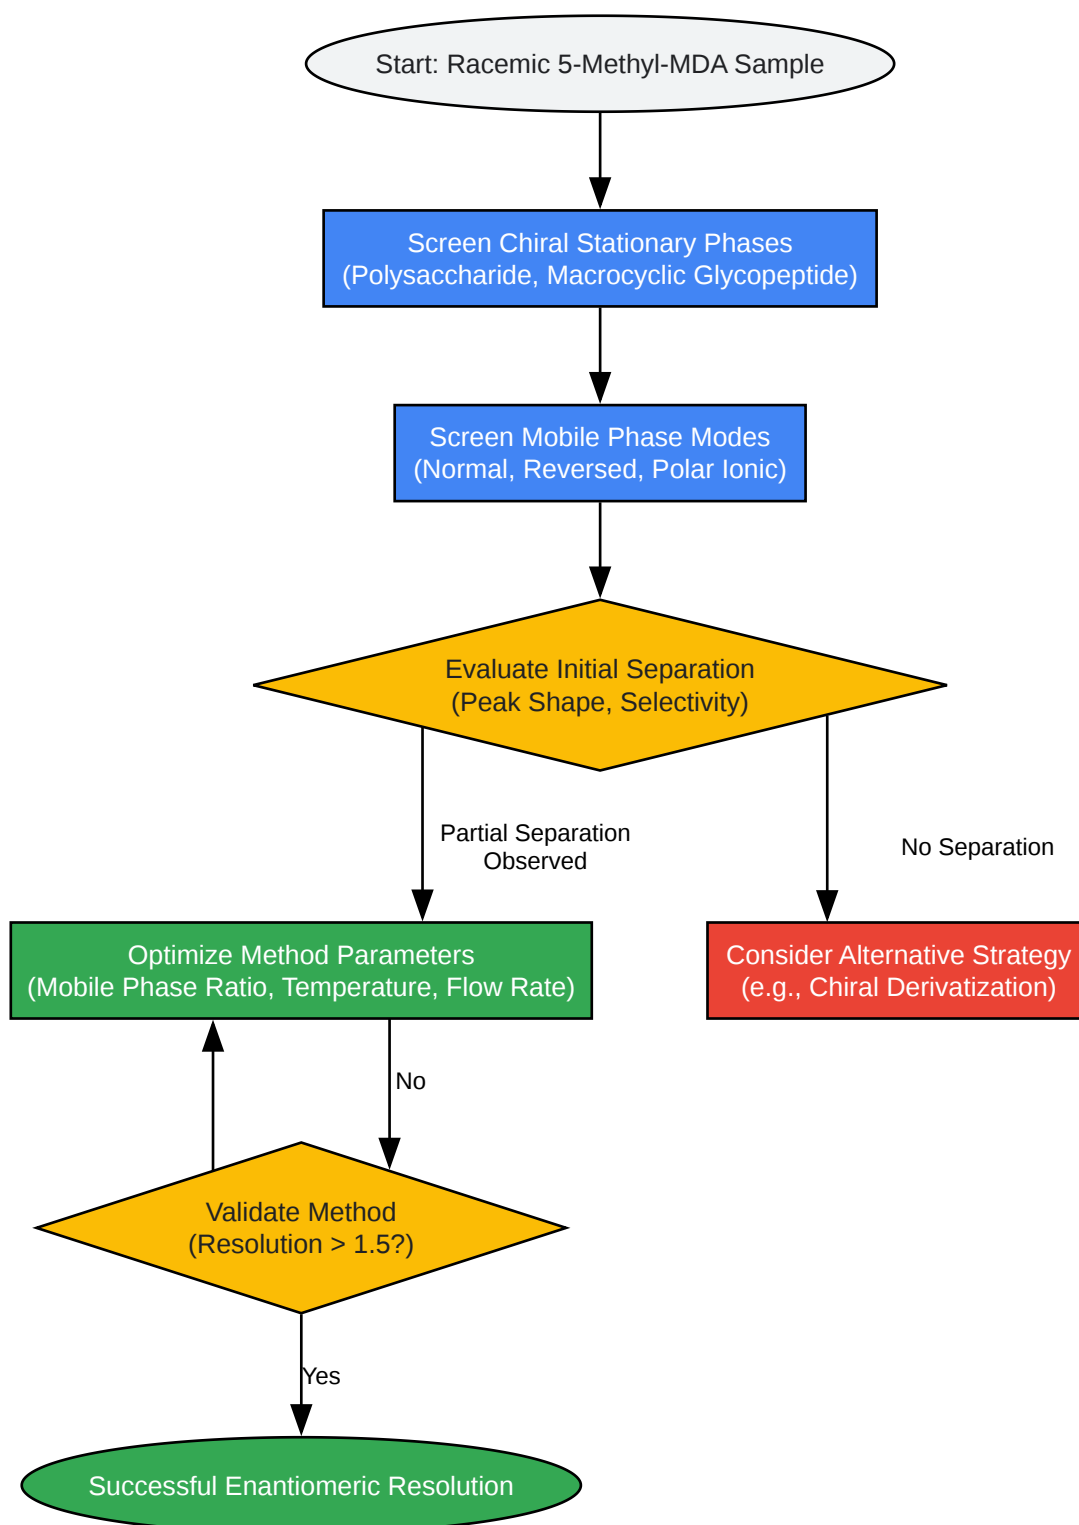 Start: Racemic 5-Methyl-MDA Sample
Screen Chiral Stationary Phases
(Polysaccharide, Macrocyclic Glycopeptide)
Screen Mobile Phase Modes
(Normal, Reversed, Polar Ionic)
Evaluate Initial Separation
(Peak Shape, Selectivity)
Partial Separation
Observed
No Separation
Optimize Method Parameters
(Mobile Phase Ratio, Temperature, Flow Rate)
Consider Alternative Strategy
(e.g., Chiral Derivatization)
No
Validate Method
(Resolution > 1.5?)
Yes
Successful Enantiomeric Resolution